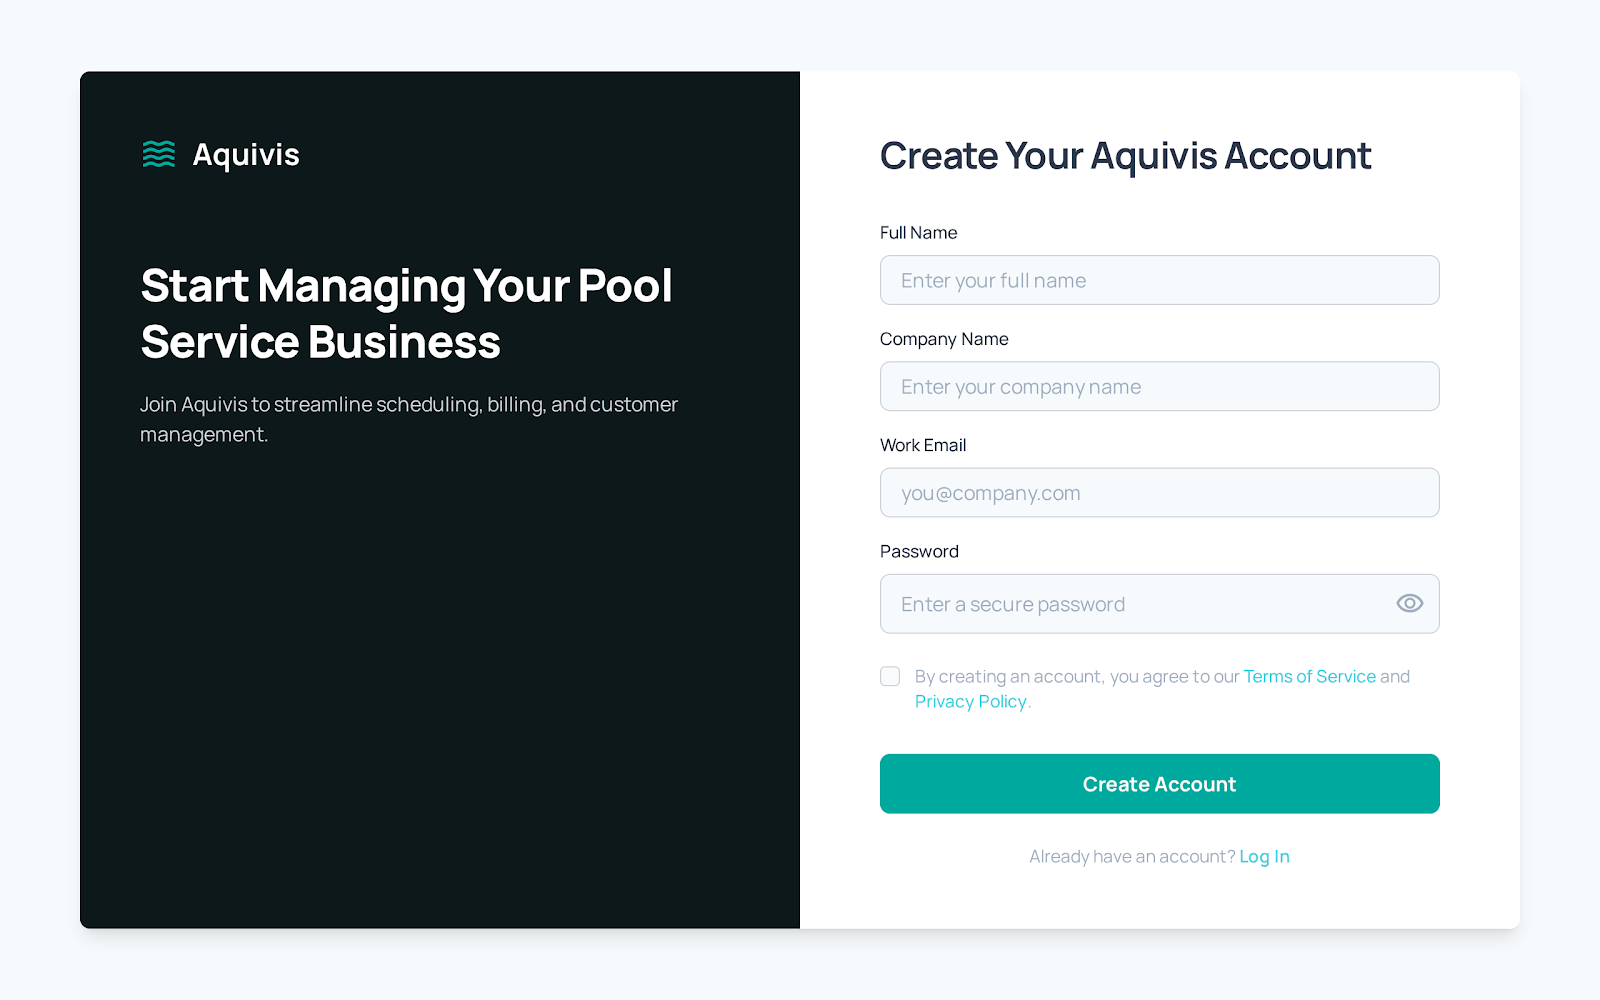 Aquivis
Start Managing Your Pool
Service Business
Join Aquivis to streamline scheduling, billing, and customer
management.
Create Your Aquivis Account
Full Name
Enter your full name
Company Name
Enter your company name
Work Email
you@company.com
Password
Enter a secure password
By creating an account, you agree to our Terms of Service and
Privacy Policy.
Create Account
Already have an account? Log In